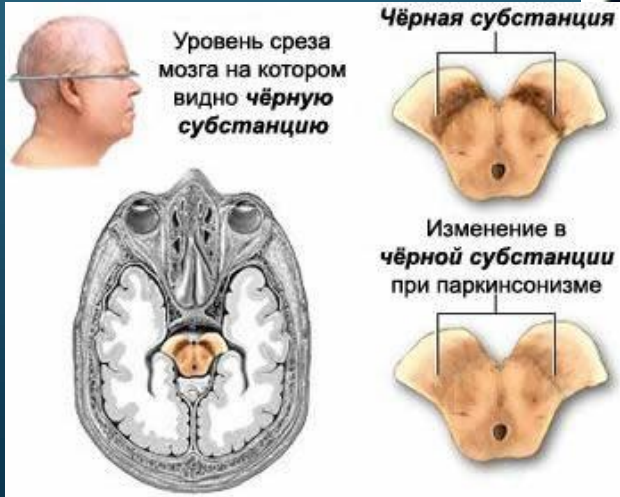 Уровень среза
мозга на котором
видно чёрную
субстанцию
Чёрная субстанция
Изменение в
чёрной субстанции
при паркинсонизме